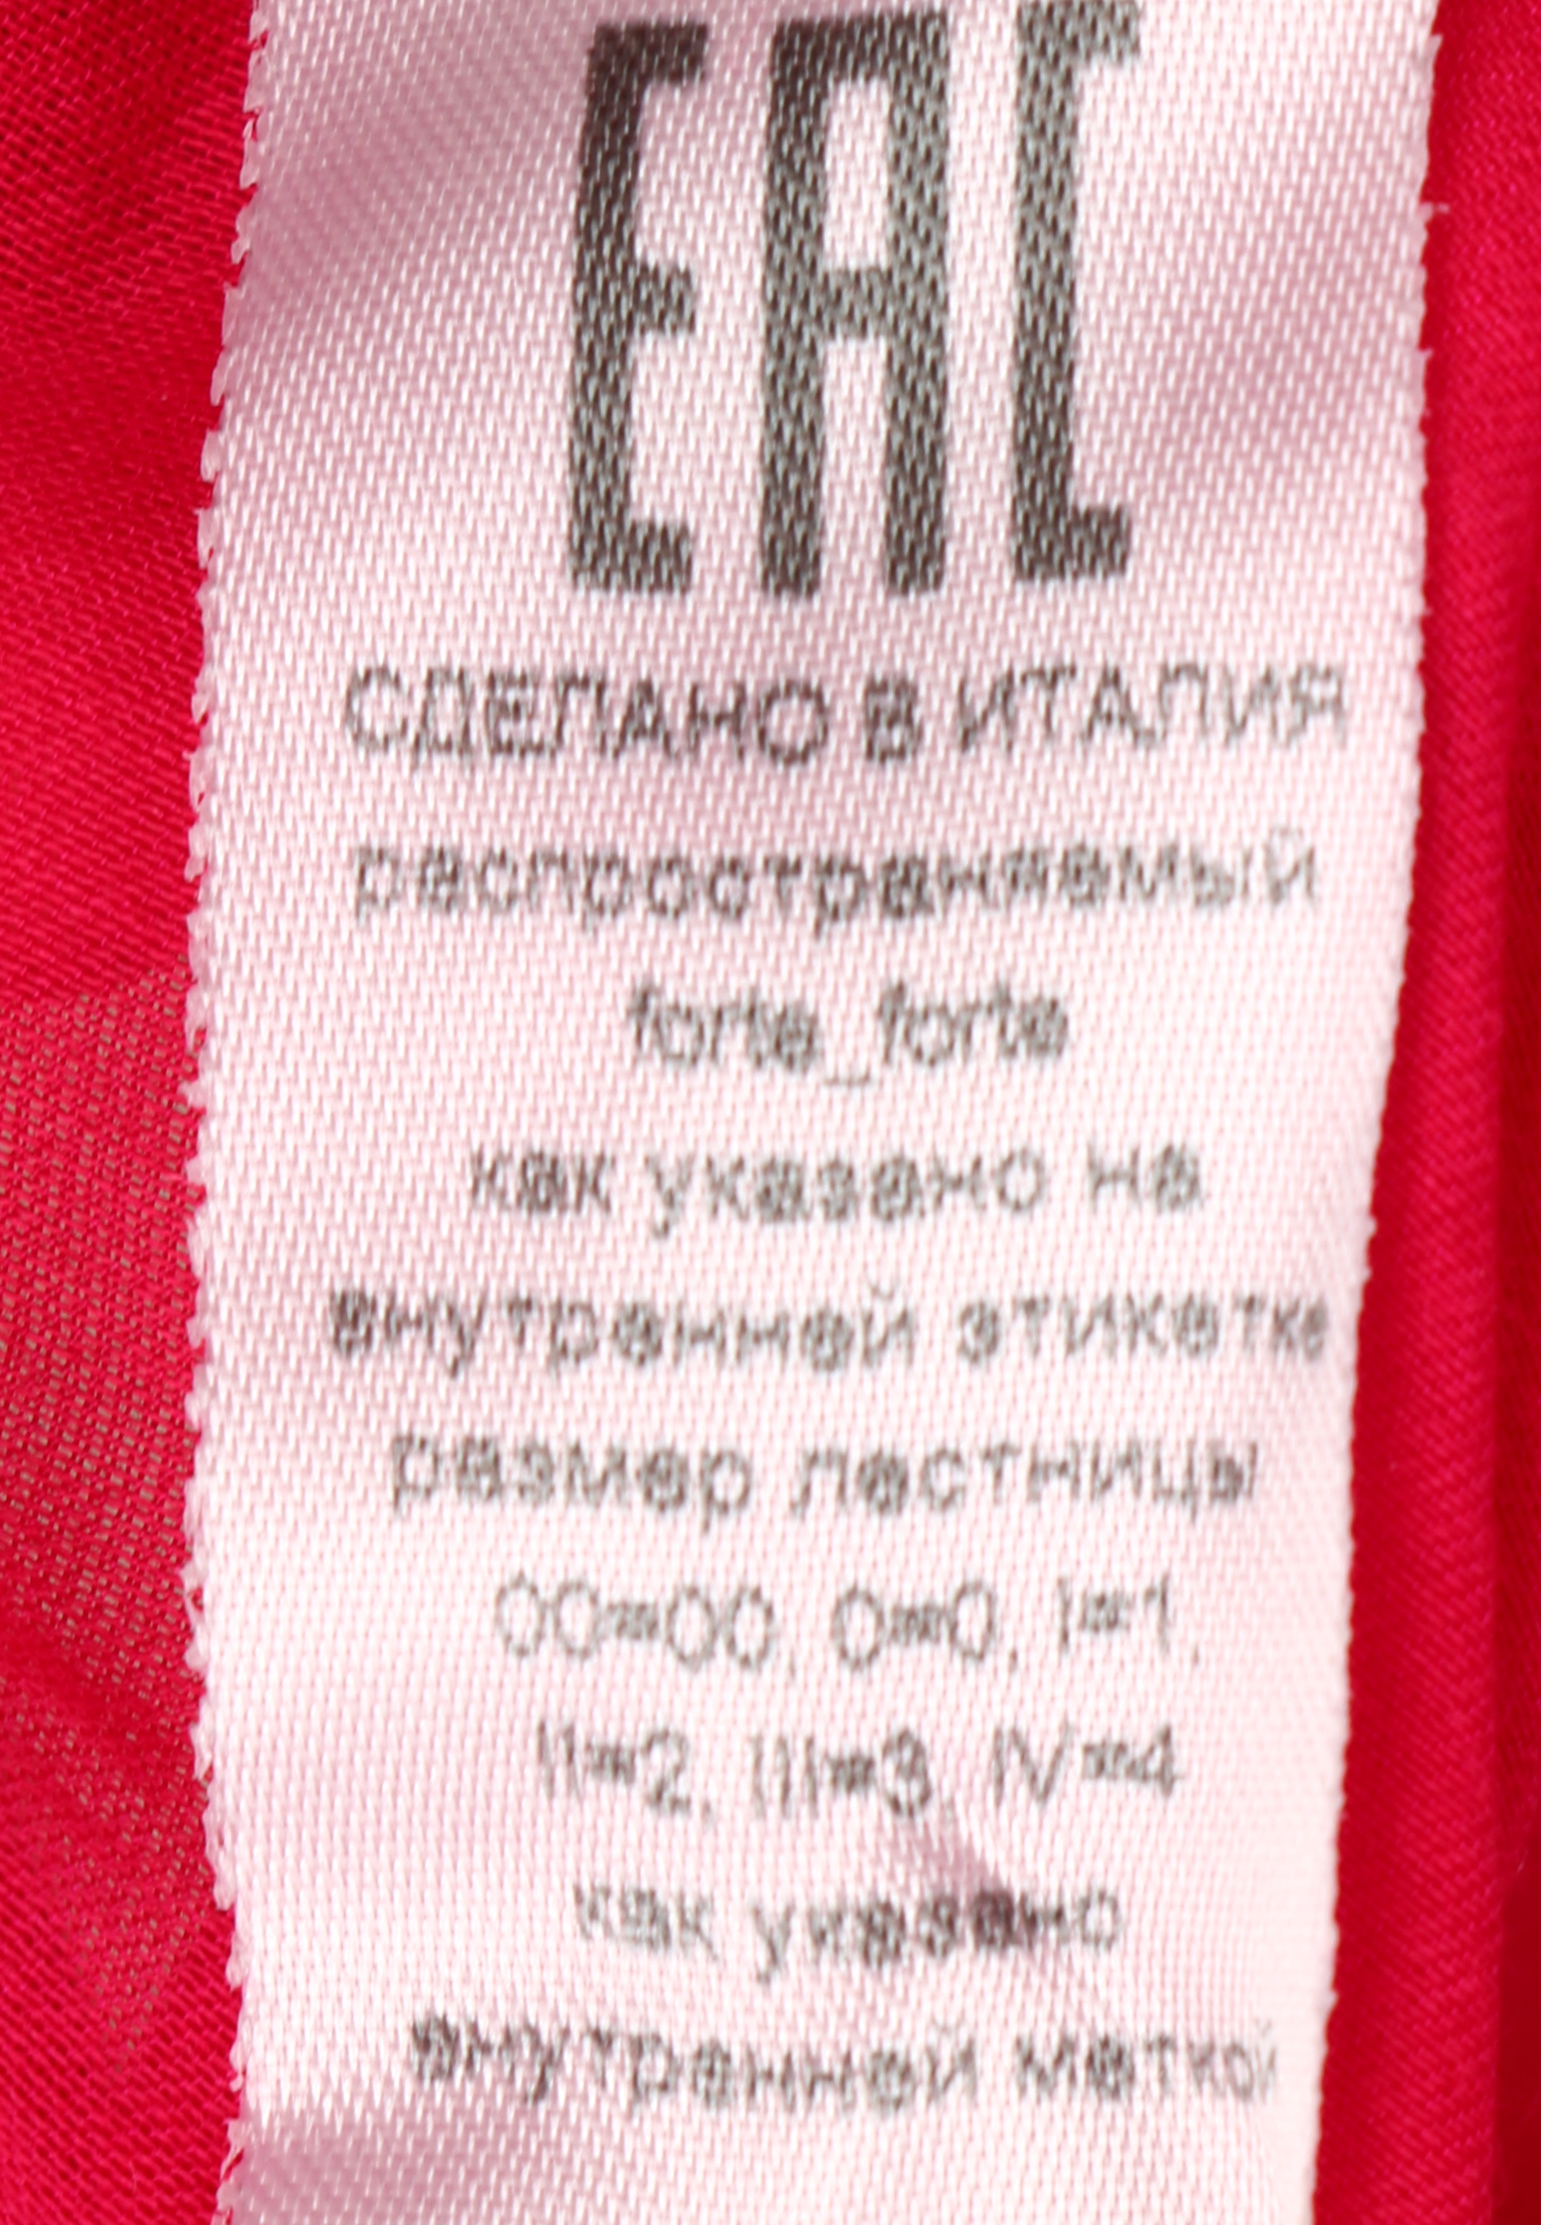 EAC
СДЕЛАНО В ИТАЛИЯ
распространяемый
forte_forte
как указано на
внутренней этикетке
размер лестницы
00=00, 0=0, I=1,
II=2, III=3, IV=4
как указано
внутренней меткой